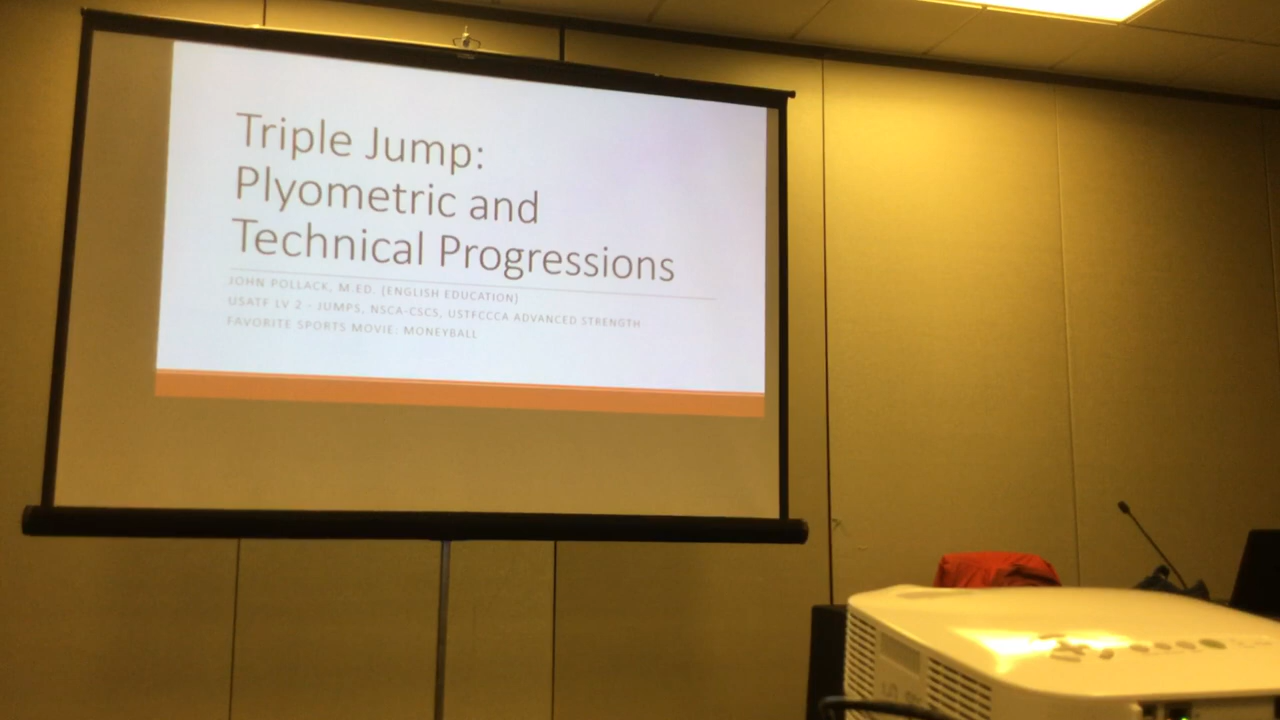 Triple Jump:
Plyometric and
Technical Progressions
JOHN POLLACK, M.ED. (ENGLISH EDUCATION)
USATF LV 2 - JUMPS, NSCA-CSCS, USTFCCCA ADVANCED STRENGTH
FAVORITE SPORTS MOVIE: MONEYBALL